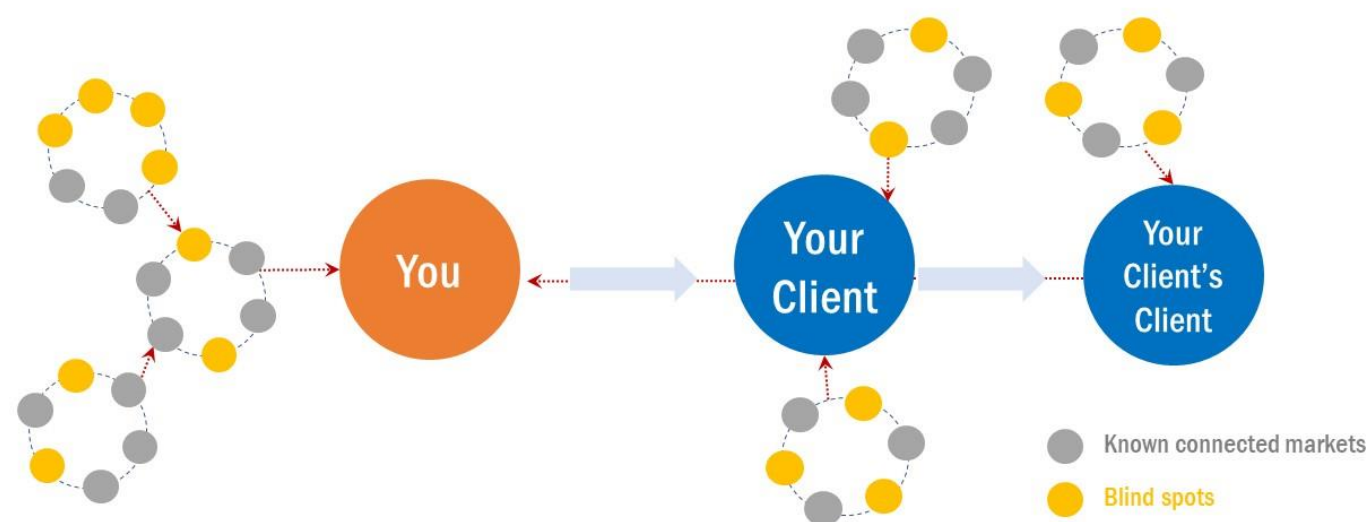 You
Your
Client
Your
Client's
Client
Known connected markets
Blind spots